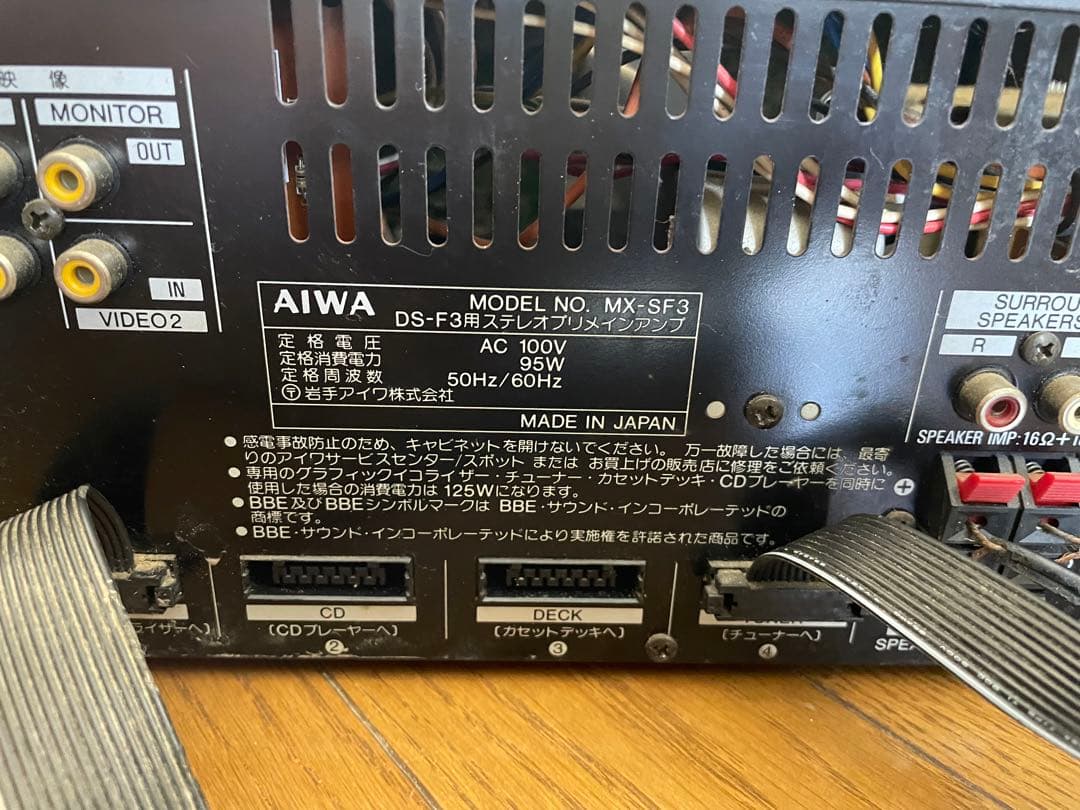 映像
MONITOR
OUT
IN
VIDEO 2
AIWA
MODEL NO. MX-SF3
DS-F3用ステレオプリメインアンプ
定格電圧 AC 100V
定格消費電力 95W
定格周波数 50Hz/60Hz
〒岩手アイワ株式会社
MADE IN JAPAN
SURROU
SPEAKERS
R
SPEAKER IMP:16Ω+
●感電事故防止のため、キャビネットを開けないでください。万一故障した場合には、最寄
りのアイワサービスセンター/スポット または お買上げの販売店に修理をご依頼ください。
●専用のグラフィックイコライザー・チューナー・カセットデッキ・CDプレーヤーを同時に
使用した場合の消費電力は125Wになります。
●BBE及びBBEシンボルマークは BBE・サウンド・インコーポレーテッドの
商標です。
●BBE・サウンド・インコーポレーテッドにより実施権を許諾された商品です。
ライザーへ)
CD
(CDプレーヤーへ)
②
DECK
(カセットデッキへ)
③
TUNER
(チューナーへ)
④
SPEA